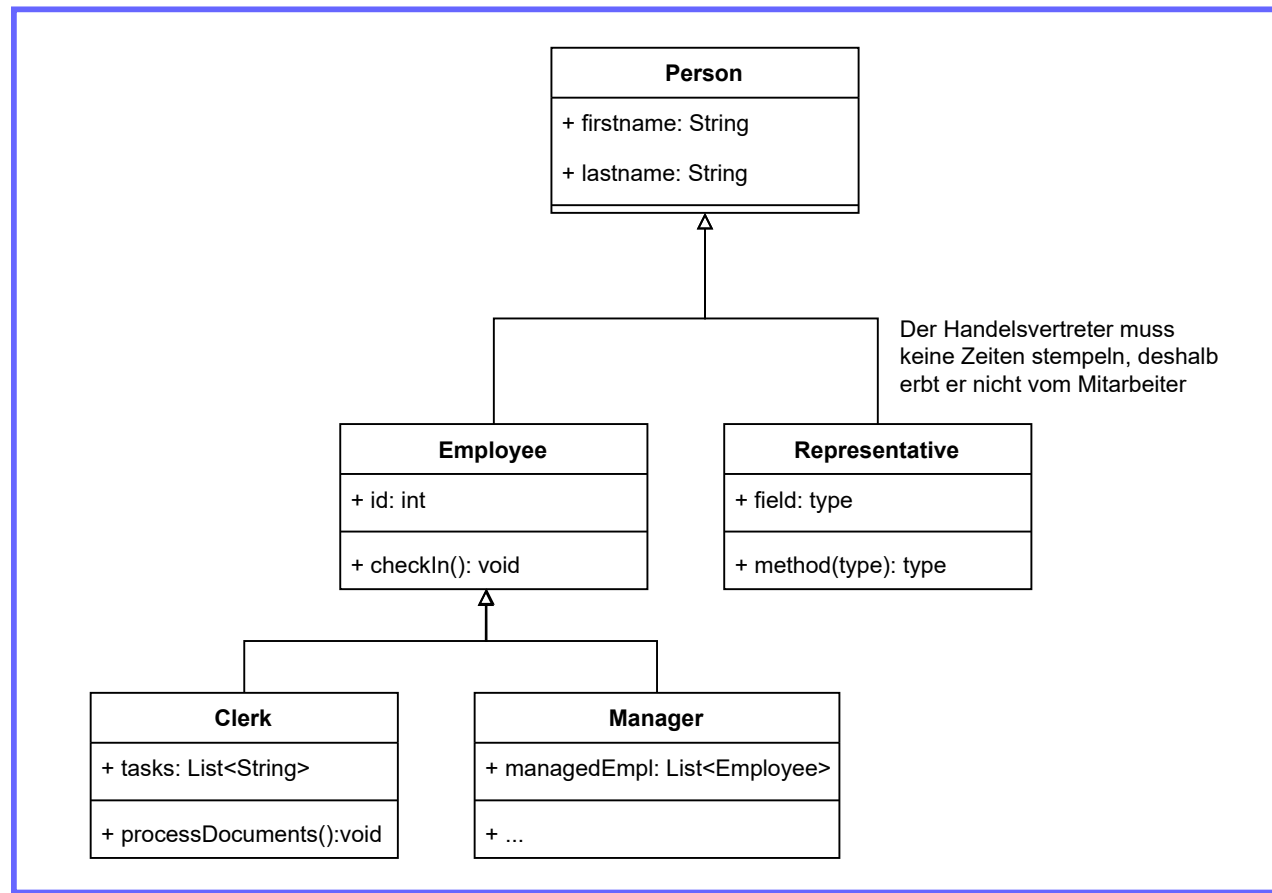 Person
+ firstname: String
+ lastname: String
Der Handelsvertreter muss
keine Zeiten stempeln, deshalb
erbt er nicht vom Mitarbeiter
Employee
+ id: int
+ checkIn(): void
Representative
+ field: type
+ method(type): type
Clerk
+ tasks: List<String>
+ processDocuments():void
Manager
+ managedEmpl: List<Employee>
+ ...